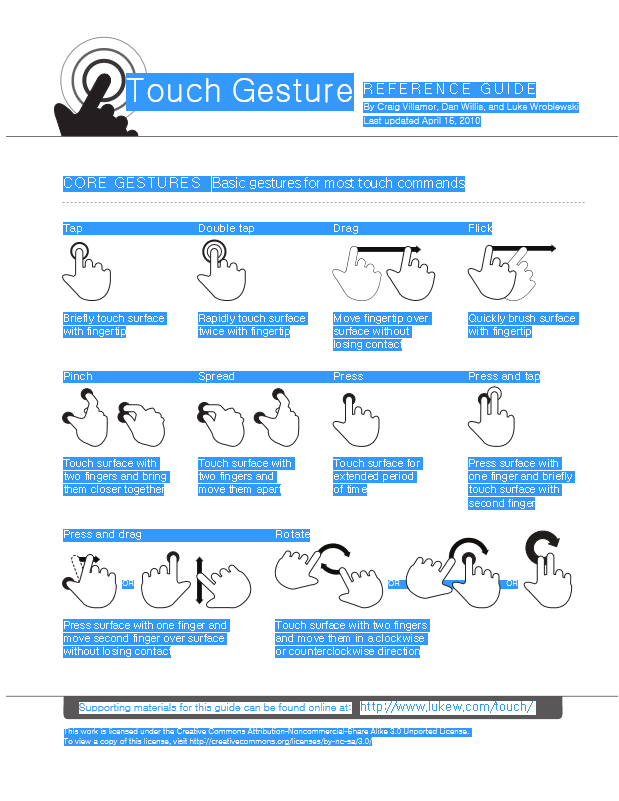 Touch Gesture
REFERENCE GUIDE
By Craig Villamor, Dan Willis, and Luke Wroblewski
Last updated April 15, 2010
CORE GESTURES Basic gestures for most touch commands
Tap Double tap Drag Flick
Briefly touch surface
with fingertip
Rapidly touch surface
twice with fingertip
Move fingertip over
surface without
losing contact
Quickly brush surface
with fingertip
Pinch Spread Press Press and tap
Touch surface with
two fingers and bring
them closer together
Touch surface with
two fingers and
move them apart
Touch surface for
extended period
of time
Press surface with
one finger and briefly
touch surface with
second finger
Press and drag Rotate
OR OR OR
Press surface with one finger and
move second finger over surface
without losing contact
Touch surface with two fingers
and move them in a clockwise
or counterclockwise direction
Supporting materials for this guide can be found online at: http://www.lukew.com/touch/
This work is licensed under the Creative Commons Attribution-Noncommercial-Share Alike 3.0 Unported License.
To view a copy of this license, visit http://creativecommons.org/licenses/by-nc-sa/3.0/